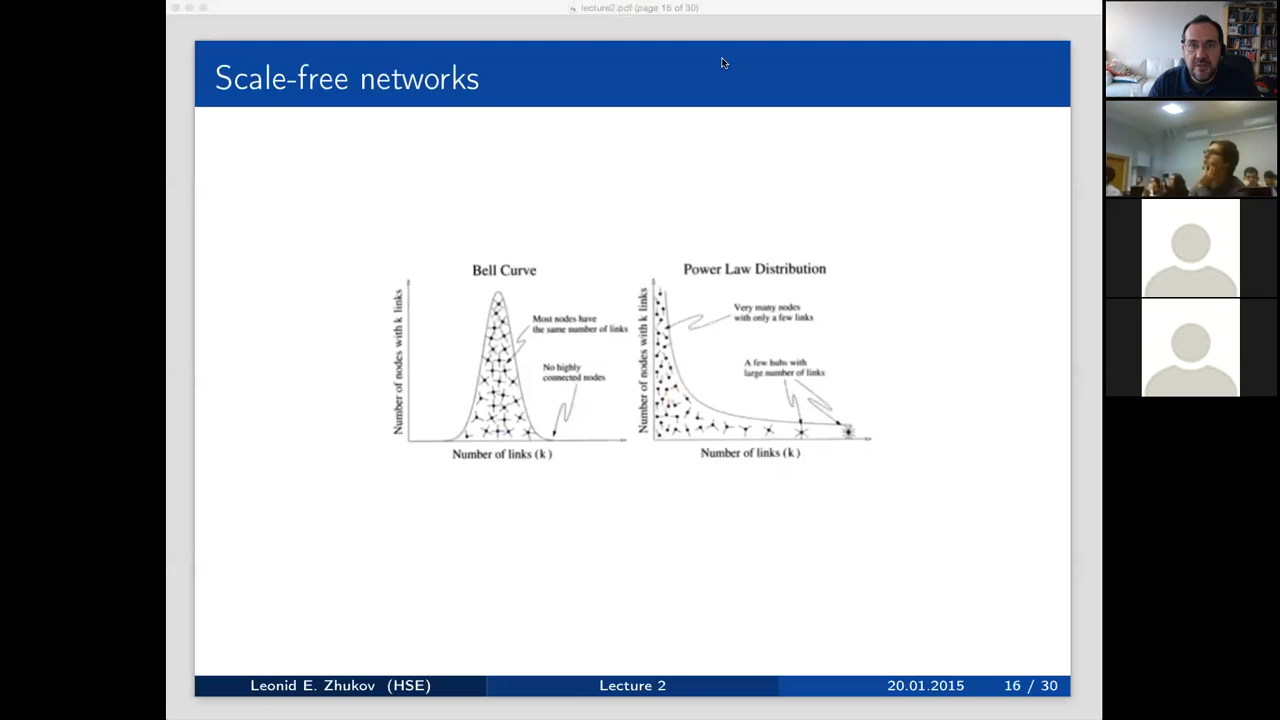 lecture2.pdf (page 16 of 30)
Scale-free networks
Bell Curve
Number of nodes with k links
Most nodes have
the same number of links
No highly
connected nodes
Number of links (k)
Power Law Distribution
Number of nodes with k links
Very many nodes
with only a few links
A few hubs with
large number of links
Number of links (k)
Leonid E. Zhukov (HSE)
Lecture 2
20.01.2015
16 / 30